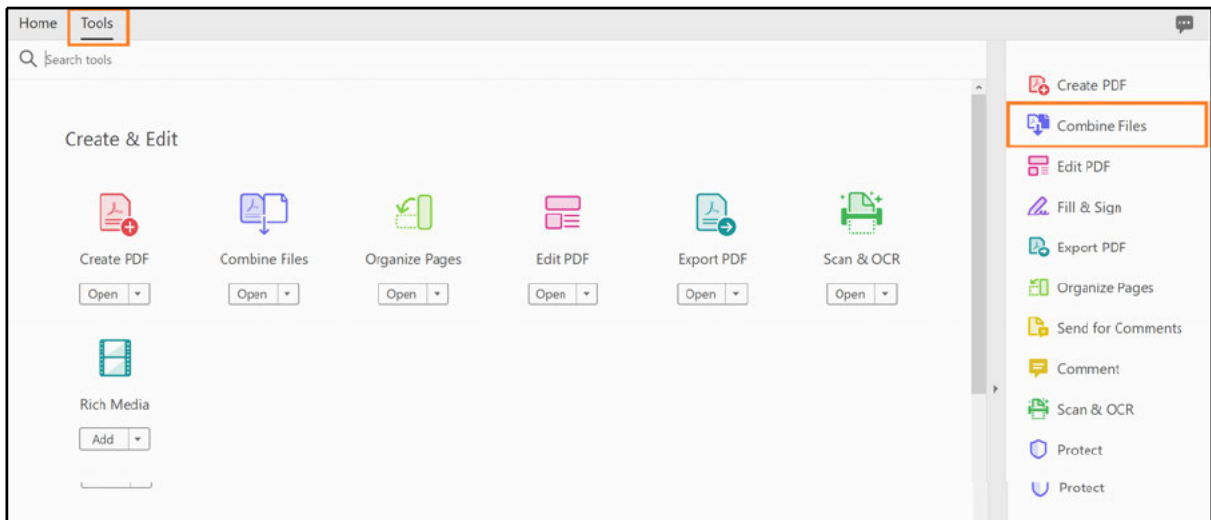 Home Tools
Search tools
Create & Edit
Create PDF Combine Files Organize Pages Edit PDF Export PDF Scan & OCR
Open Open Open Open Open Open
Rich Media
Add
Create PDF
Combine Files
Edit PDF
Fill & Sign
Export PDF
Organize Pages
Send for Comments
Comment
Scan & OCR
Protect
Protect